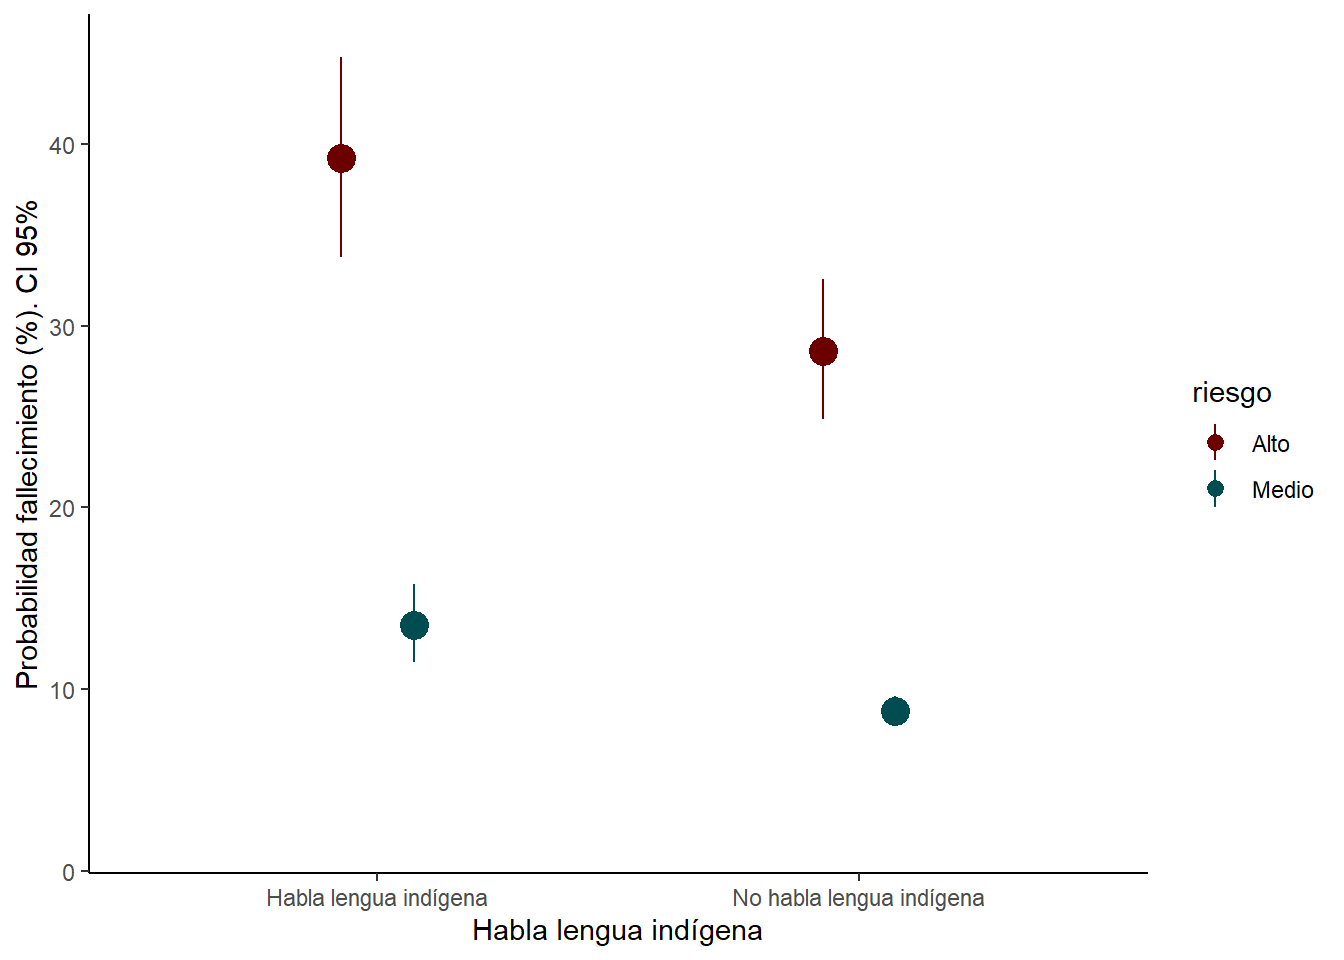 Probabilidad fallecimiento (%). CI 95%
40
30
20
10
0
Habla lengua indígena
No habla lengua indígena
Habla lengua indígena
riesgo
Alto
Medio